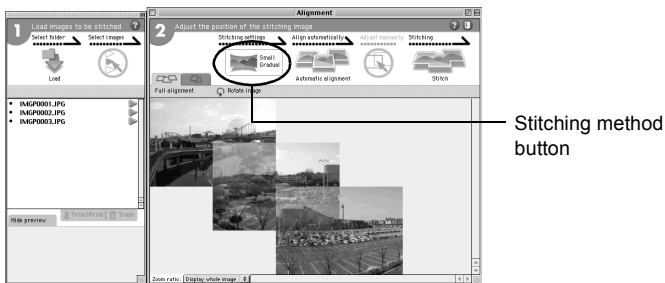 1 Load images to be stitched ?
Select folder
Select images
Load
• IMGP0001.JPG
• IMGP0002.JPG
• IMGP0003.JPG
Hide preview
Trim/Print
Trash
Alignment
2 Adjust the position of the stitching image ?
Stitching settings
Align automatically
Adjust manually
Stitching
Small
Gradual
Automatic alignment
Stitch
Full alignment
Rotate image
Zoom ratio: Display whole image
Stitching method
button